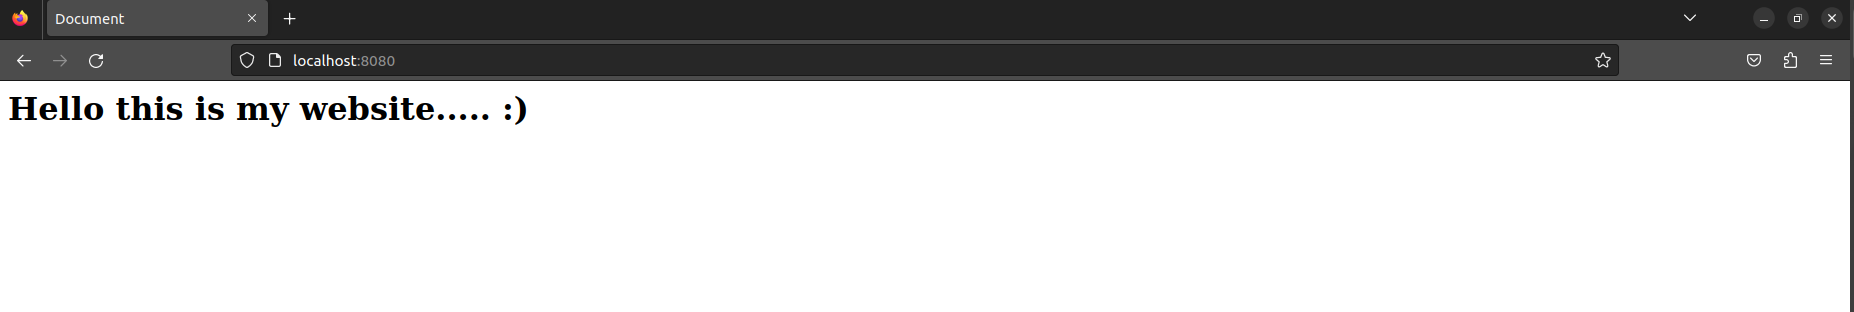 Document
localhost:8080
Hello this is my website..... :)